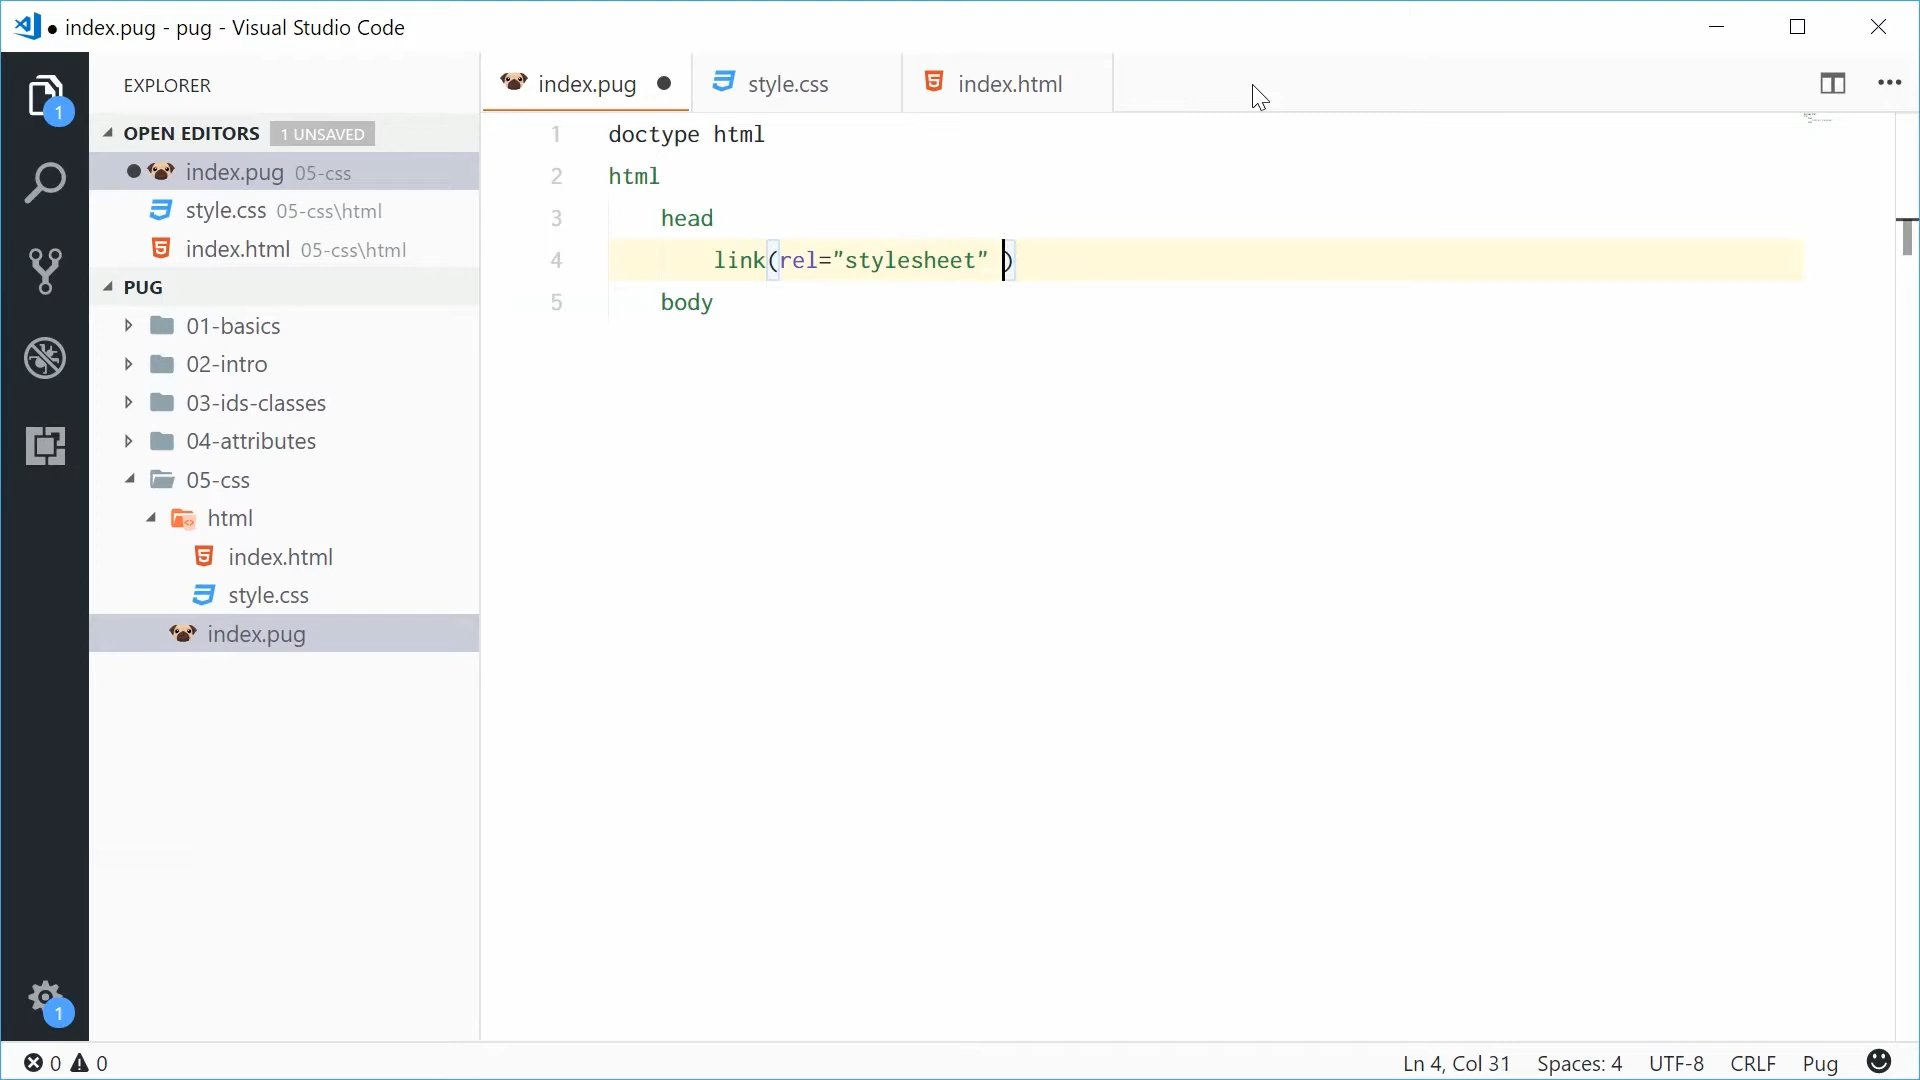 ● index.pug - pug - Visual Studio Code
1
1
EXPLORER
OPEN EDITORS 1 UNSAVED
index.pug 05-css
style.css 05-css\html
index.html 05-css\html
PUG
01-basics
02-intro
03-ids-classes
04-attributes
05-css
html
index.html
style.css
index.pug
index.pug ● style.css index.html
1 doctype html
2 html
3 head
4 link(rel="stylesheet" )
5 body
0 0
Ln 4, Col 31 Spaces: 4 UTF-8 CRLF Pug